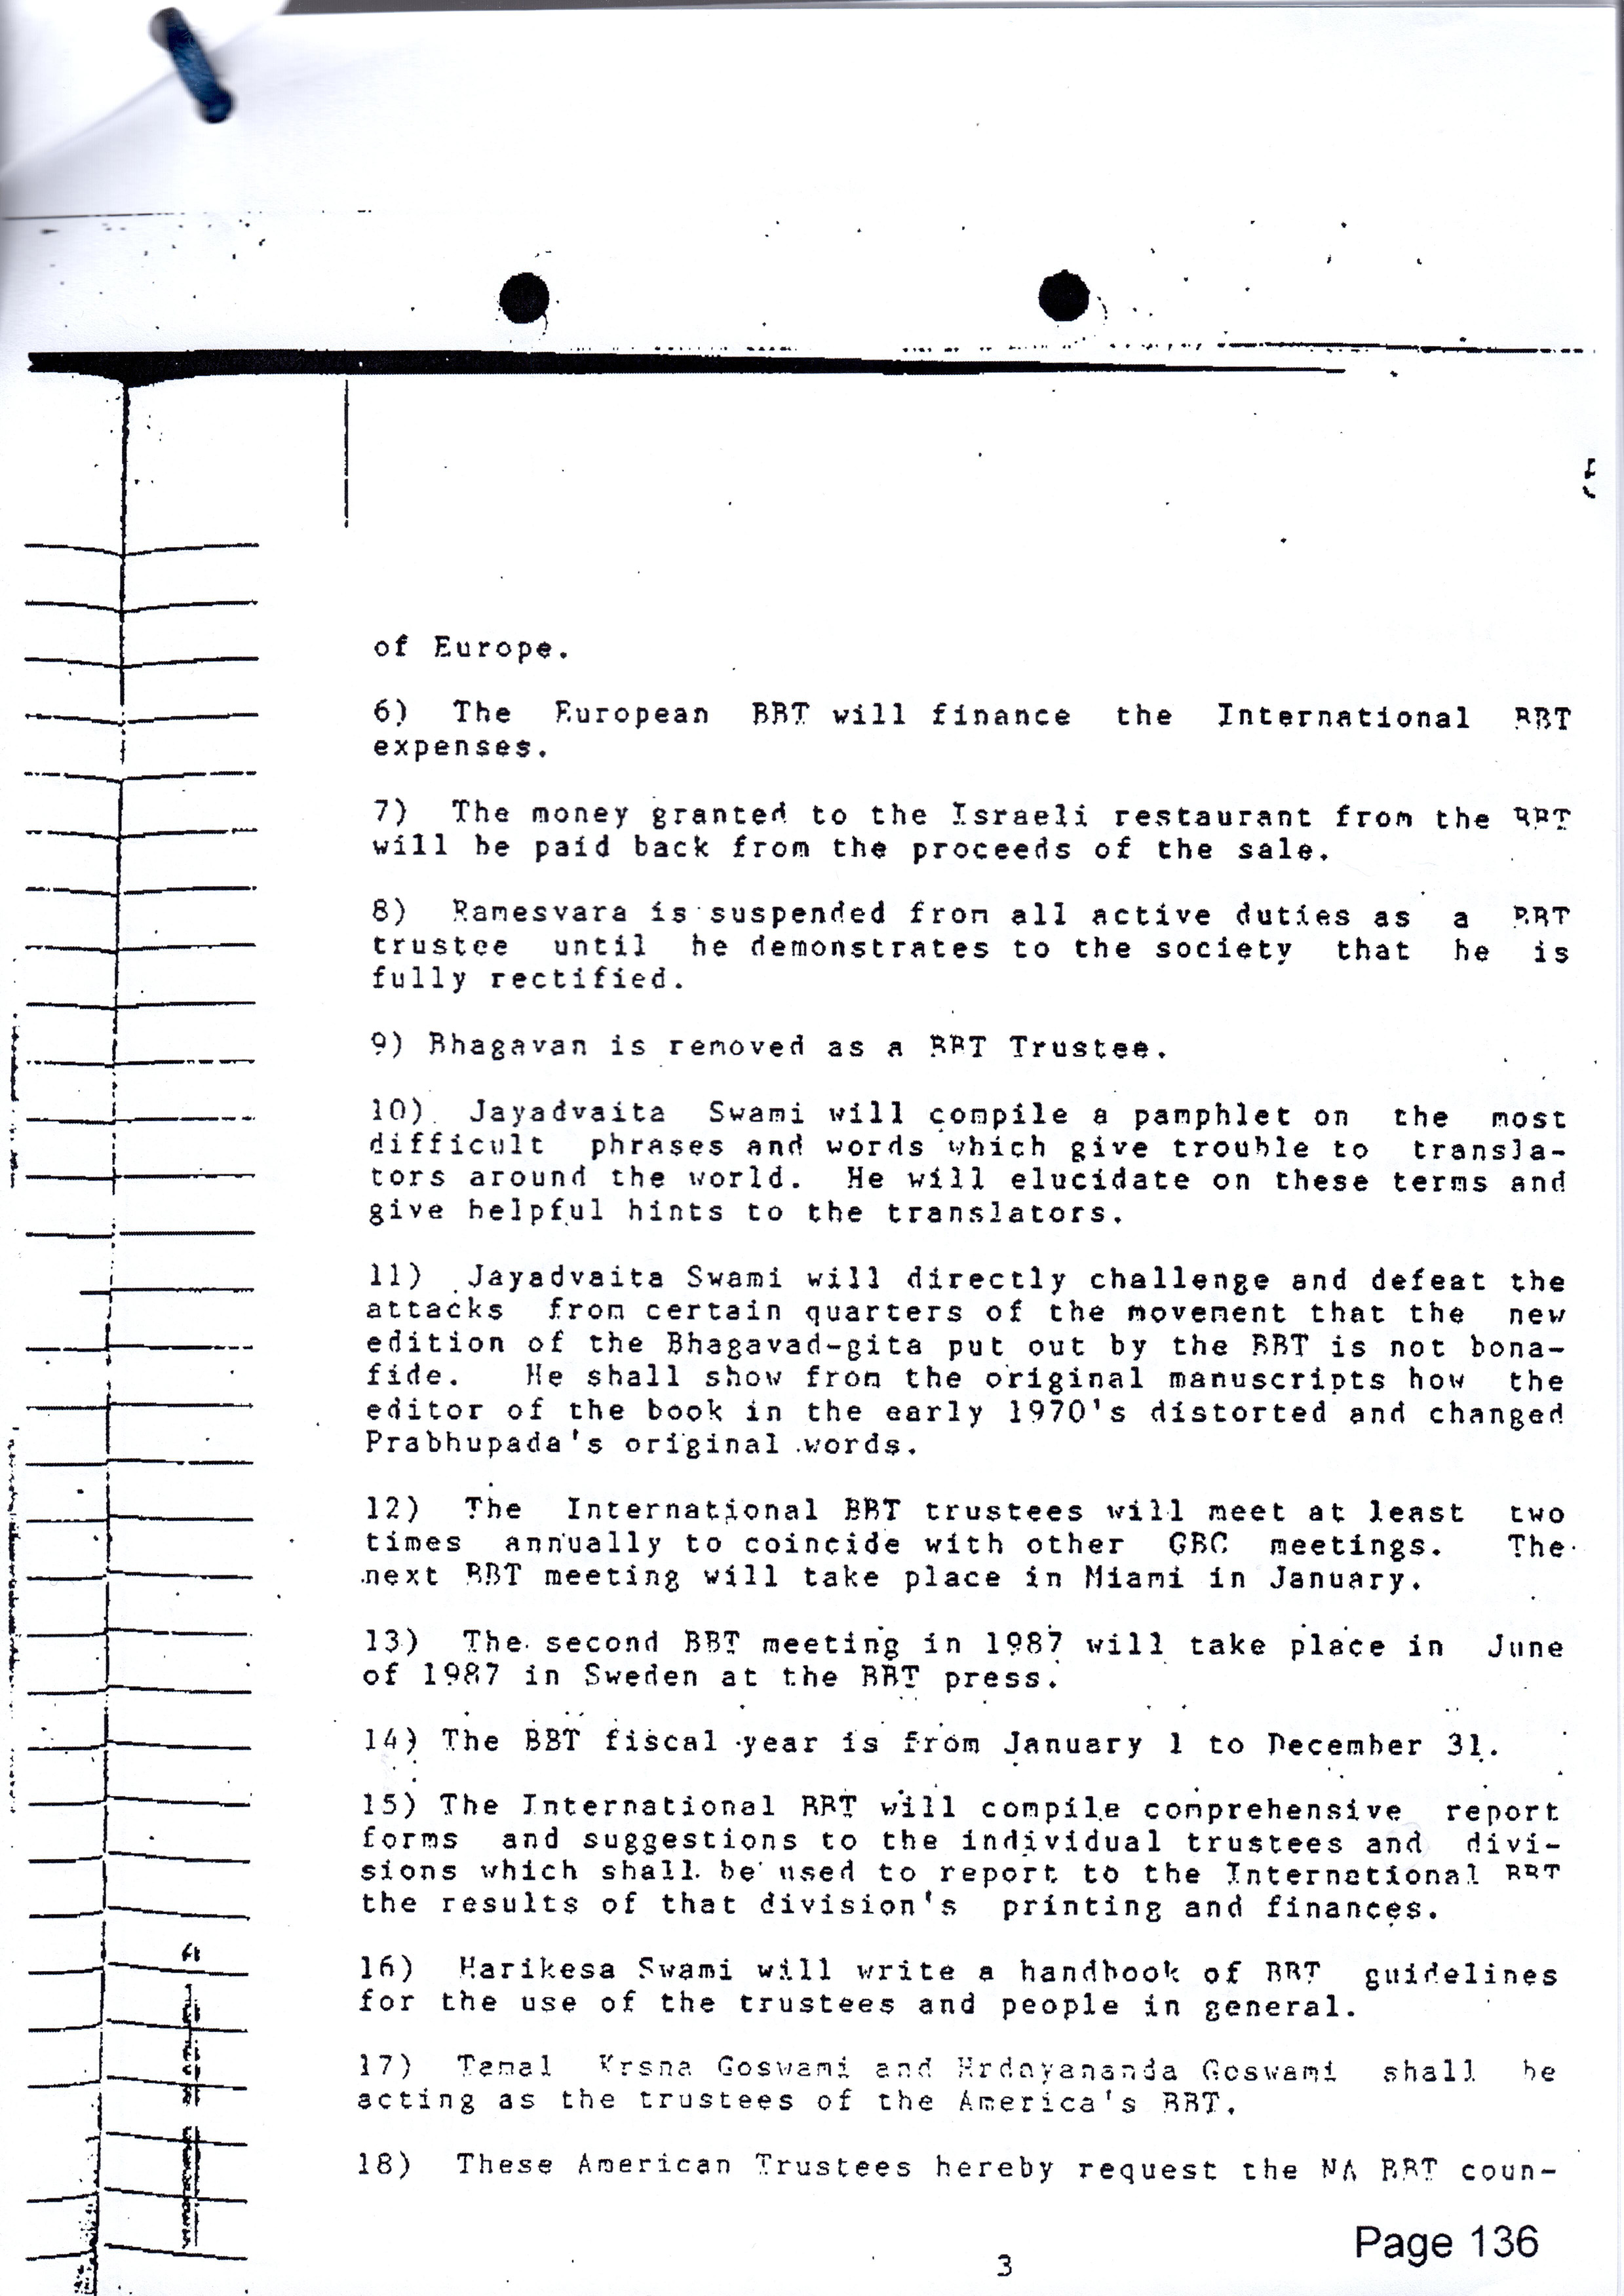 of Europe.
6) The European BBT will finance the International BBT
expenses.
7) The money granted to the Israeli restaurant from the BBT
will be paid back from the proceeds of the sale.
8) Ramesvara is suspended from all active duties as a BBT
trustee until he demonstrates to the society that he is
fully rectified.
9) Bhagavan is removed as a BBT Trustee.
10) Jayadvaita Swami will compile a pamphlet on the most
difficult phrases and words which give trouble to transla-
tors around the world. He will elucidate on these terms and
give helpful hints to the translators.
11) Jayadvaita Swami will directly challenge and defeat the
attacks from certain quarters of the movement that the new
edition of the Bhagavad-gita put out by the BBT is not bona-
fide. He shall show from the original manuscripts how the
editor of the book in the early 1970's distorted and changed
Prabhupada's original words.
12) The International BBT trustees will meet at least two
times annually to coincide with other GBC meetings. The
next BBT meeting will take place in Miami in January.
13) The second BBT meeting in 1987 will take place in June
of 1987 in Sweden at the BBT press.
14) The BBT fiscal year is from January 1 to December 31.
15) The International BBT will compile comprehensive report
forms and suggestions to the individual trustees and divi-
sions which shall be used to report to the International BBT
the results of that division's printing and finances.
16) Harikesa Swami will write a handbook of BBT guidelines
for the use of the trustees and people in general.
17) Tamal Krsna Goswami and Hrdayananda Goswami shall be
acting as the trustees of the America's BBT.
18) These American Trustees hereby request the NA BBT coun-
Page 136
3